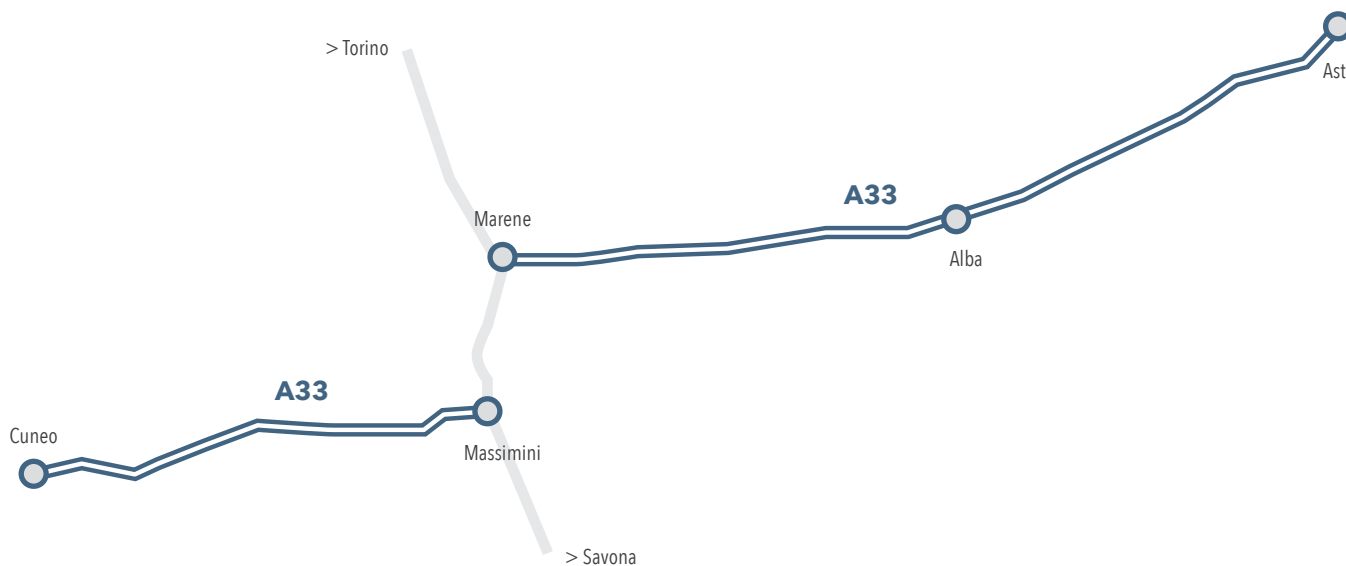 > Torino
Ast
A33
Marene
Alba
A33
Cuneo
Massimini
> Savona